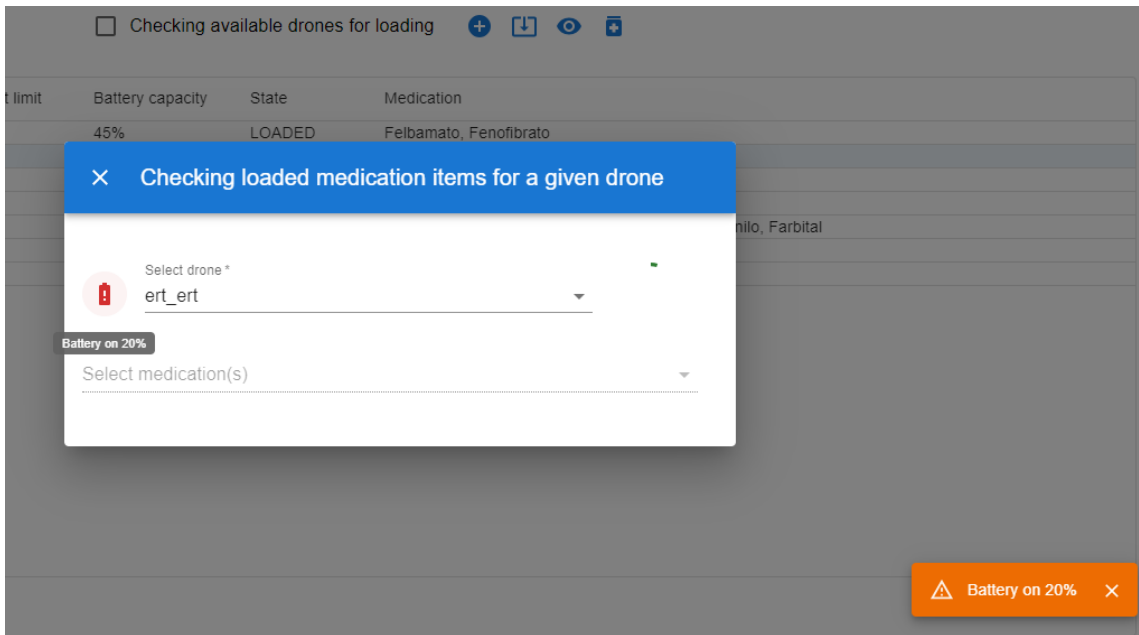 Checking available drones for loading
t limit Battery capacity State Medication
45% LOADED Felbamato, Fenofibrato
Checking loaded medication items for a given drone
nilo, Farbital
Select drone *
ert_ert
Battery on 20%
Select medication(s)
Battery on 20%